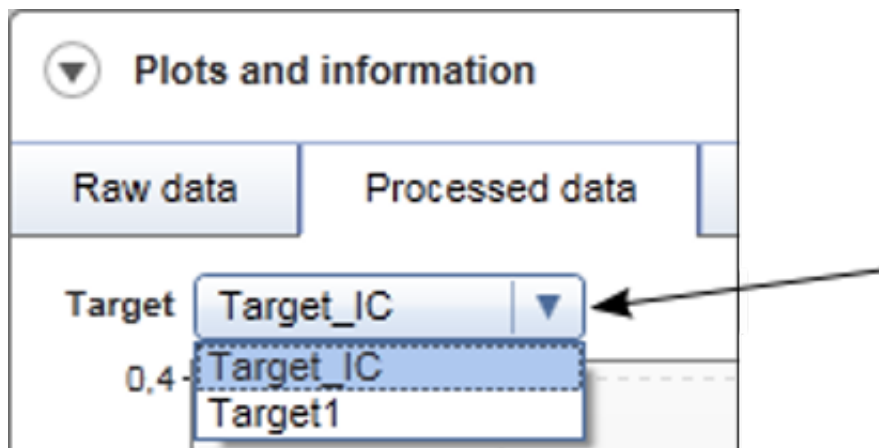 Plots and information
Raw data Processed data
Target Target_IC
Target_IC
0,4
Target1